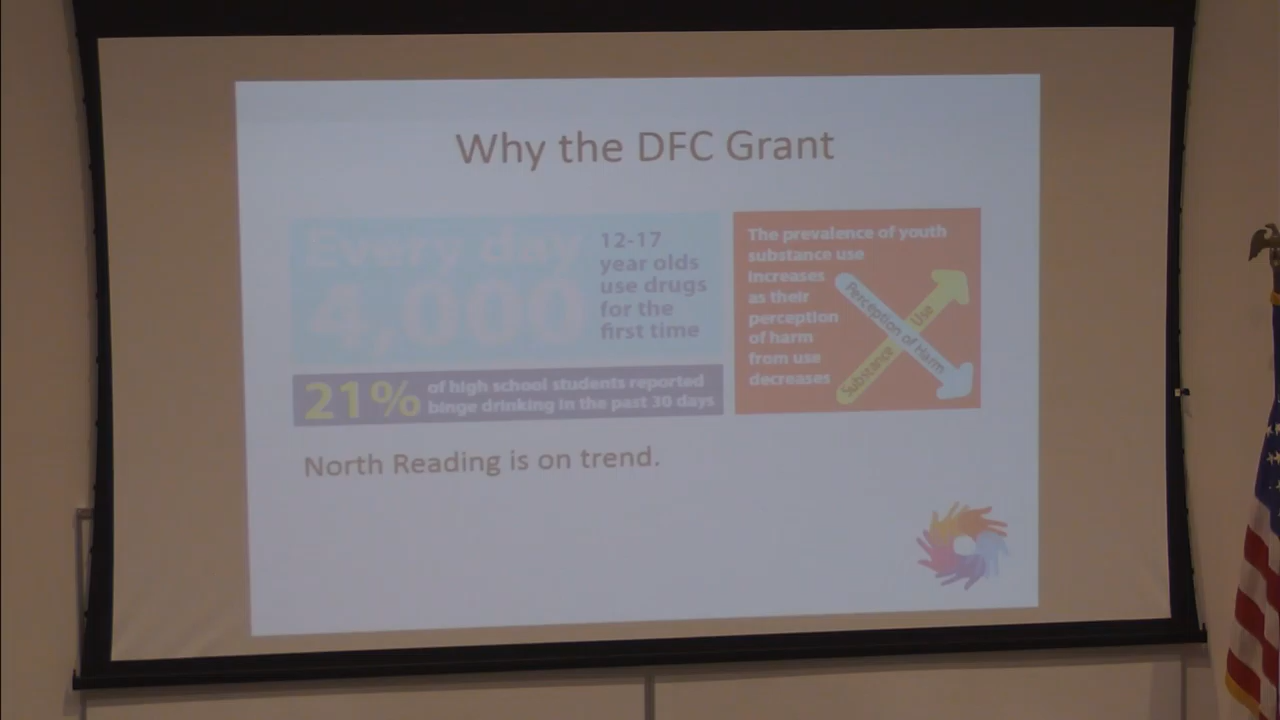 Why the DFC Grant
Every day
4,000
12-17
year olds
use drugs
for the
first time
21%
of high school students reported
binge drinking in the past 30 days
The prevalence of youth
substance use
increases
as their
perception
of harm
from use
decreases
Perception of Harm
Substance Use
North Reading is on trend.